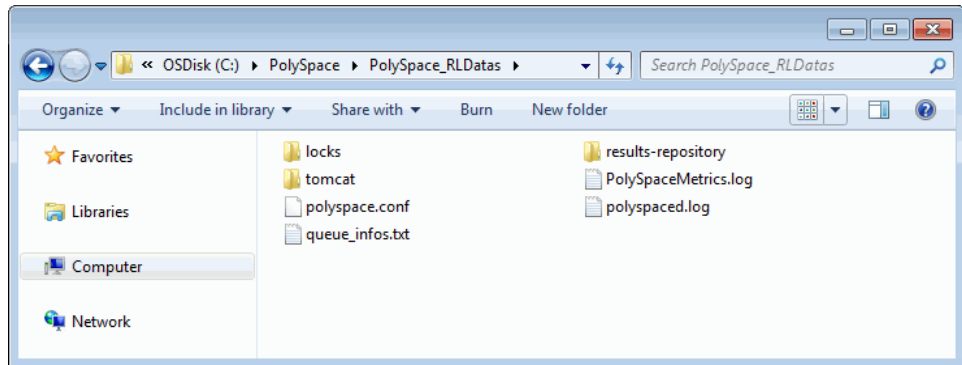 « OSDisk (C:) PolySpace PolySpace_RLDatas Search PolySpace_RLDatas
Organize Include in library Share with Burn New folder
Favorites
Libraries
Computer
Network
locks
tomcat
polyspace.conf
queue_infos.txt
results-repository
PolySpaceMetrics.log
polyspaced.log